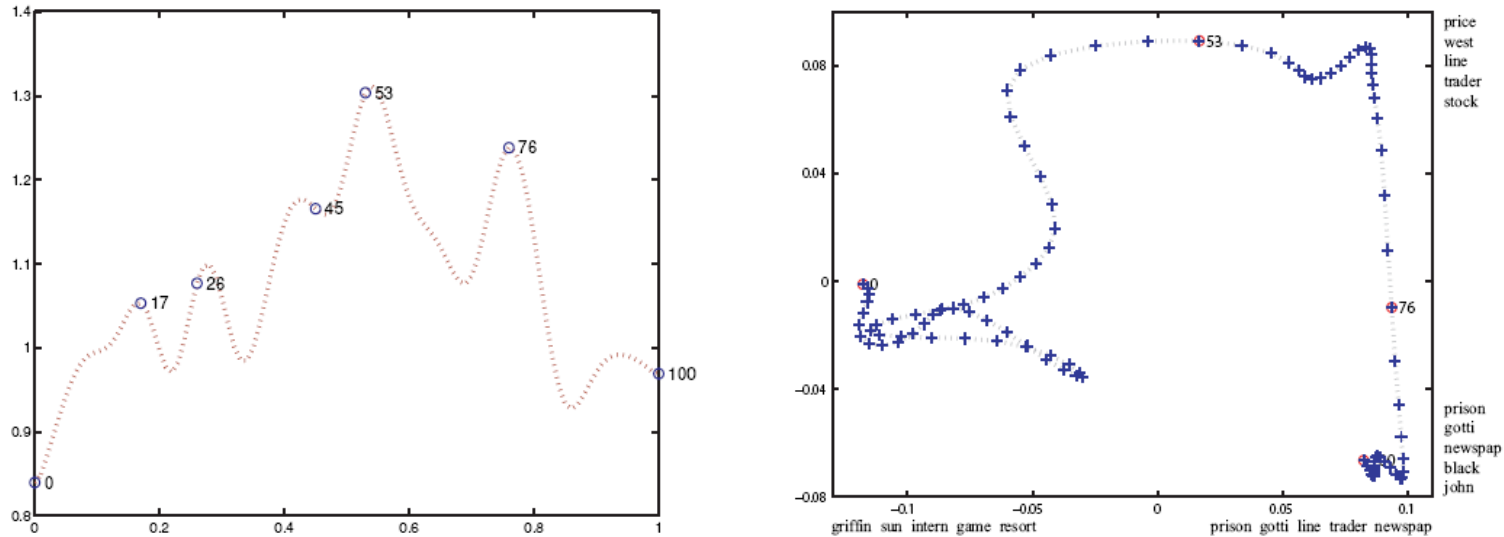 1.4
1.3
1.2
1.1
1
0.9
0.8
0
0.2
0.4
0.6
0.8
1
0
17
26
45
53
76
100
0.08
0.04
0
−0.04
−0.08
−0.1
−0.05
0
0.05
0.1
0
53
76
price
west
line
trader
stock
prison
gotti
newspap
black
john
griffin sun intern game resort
prison gotti line trader newspap